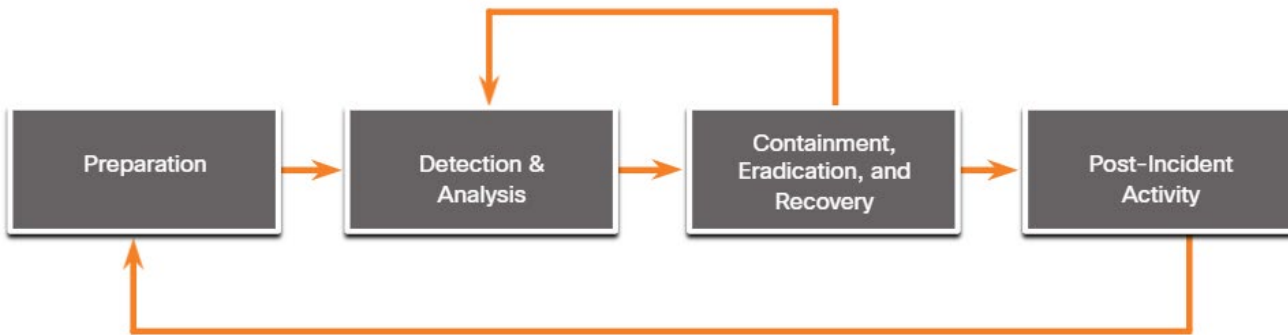 Preparation
Detection &
Analysis
Containment,
Eradication, and
Recovery
Post-Incident
Activity